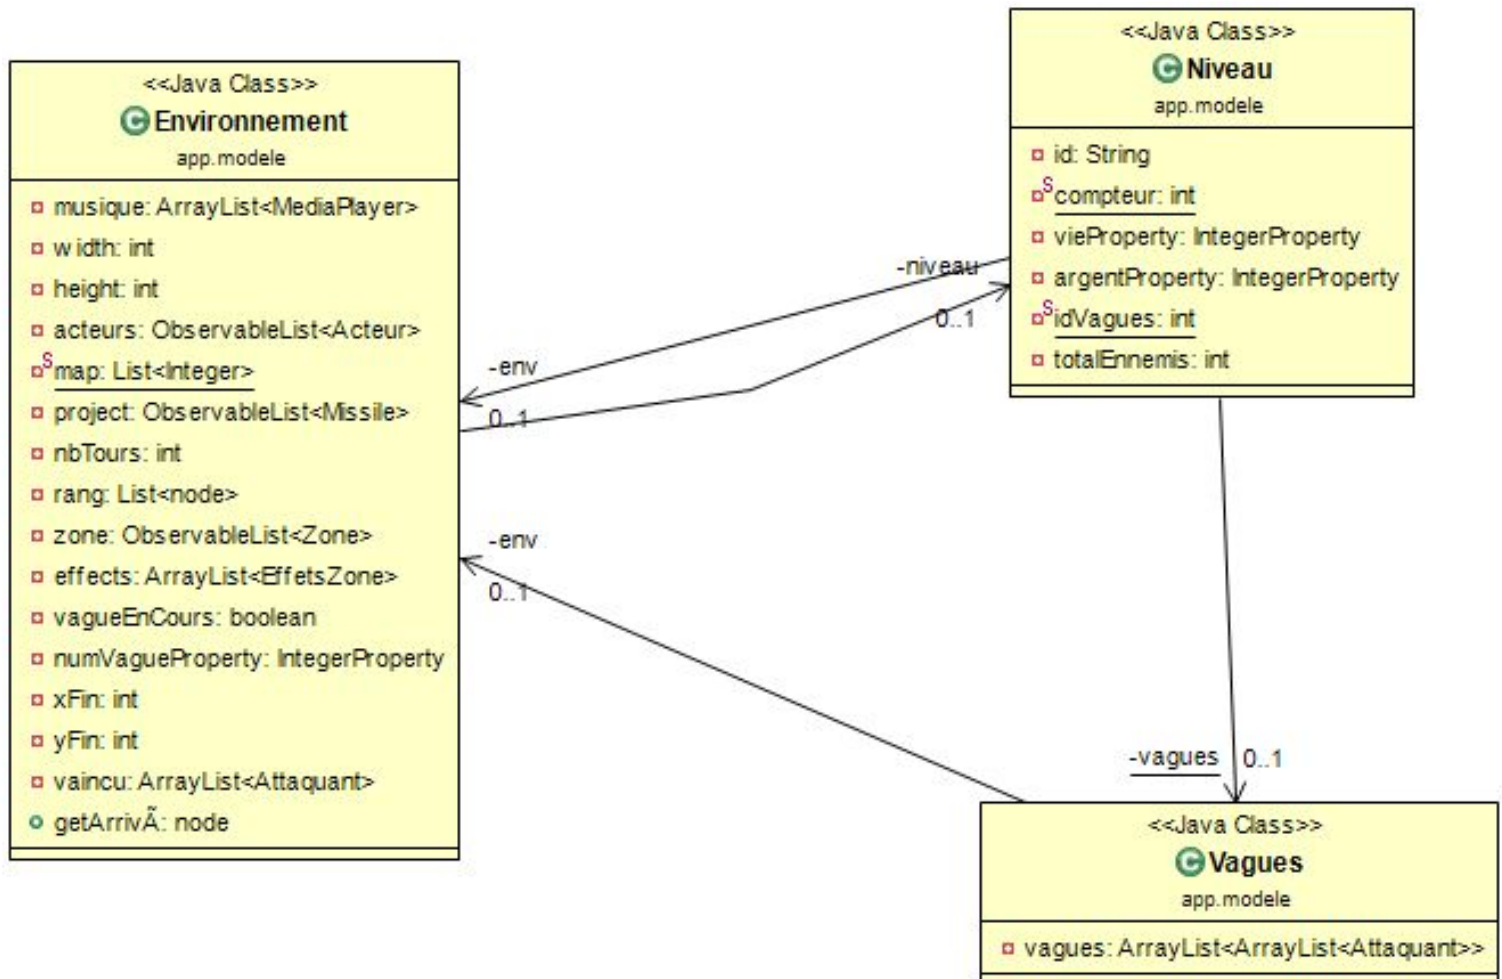 <<Java Class>>
Environnement
app.modele
musique: ArrayList<MediaPlayer>
width: int
height: int
acteurs: ObservableList<Acteur>
S map: List<Integer>
project: ObservableList<Missile>
nbTours: int
rang: List<node>
zone: ObservableList<Zone>
effects: ArrayList<EffetsZone>
vagueEnCours: boolean
numVagueProperty: IntegerProperty
xFin: int
yFin: int
vaincu: ArrayList<Attaquant>
getArrivÃ: node
<<Java Class>>
Niveau
app.modele
id: String
S compteur: int
vieProperty: IntegerProperty
argentProperty: IntegerProperty
S idVagues: int
totalEnnemis: int
-niveau
0..1
-env
0..1
-env
0..1
-vagues 0..1
<<Java Class>>
Vagues
app.modele
vagues: ArrayList<ArrayList<Attaquant>>